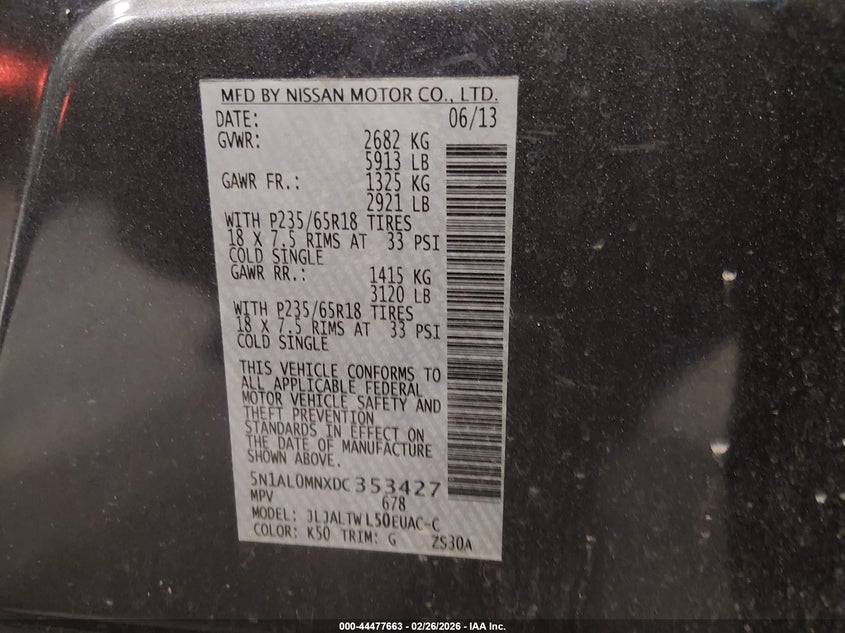 MFD BY NISSAN MOTOR CO., LTD.
DATE: 06/13
GVWR: 2682 KG
5913 LB
GAWR FR.: 1325 KG
2921 LB
WITH P235/65R18 TIRES
18 X 7.5 RIMS AT 33 PSI
COLD SINGLE
GAWR RR.: 1415 KG
3120 LB
WITH P235/65R18 TIRES
18 X 7.5 RIMS AT 33 PSI
COLD SINGLE
THIS VEHICLE CONFORMS TO
ALL APPLICABLE FEDERAL
MOTOR VEHICLE SAFETY AND
THEFT PREVENTION
STANDARDS IN EFFECT ON
THE DATE OF MANUFACTURE
SHOWN ABOVE.
5N1AL0MNXDC353427
MPV 678
MODEL: JLJALTWL50EUAC-C
COLOR: K50 TRIM: G ZS30A
000-44477663 - 02/26/2026 - IAA Inc.